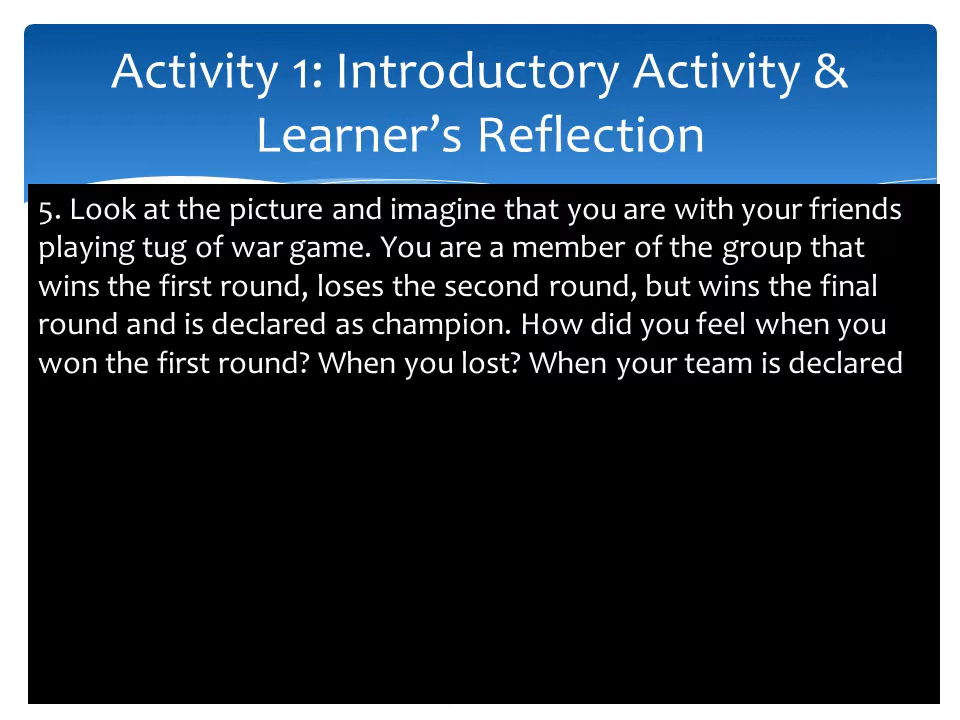 Activity 1: Introductory Activity &
Learner’s Reflection
5. Look at the picture and imagine that you are with your friends
playing tug of war game. You are a member of the group that
wins the first round, loses the second round, but wins the final
round and is declared as champion. How did you feel when you
won the first round? When you lost? When your team is declared